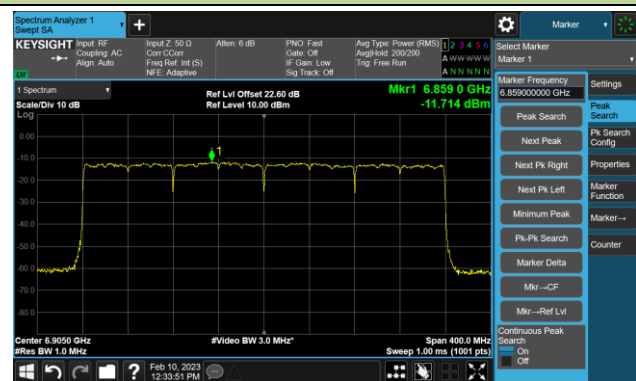 Spectrum Analyzer 1
Swept SA
Marker
KEYSIGHT
Input: RF
Coupling: AC
Align: Auto
Input Z: 50 Ω
Corr CCorr
Freq Ref: Int (S)
NFE: Adaptive
Atten: 6 dB
PNO: Fast
Gate: Off
IF Gain: Low
Sig Track: Off
Avg Type: Power (RMS)
Avg|Hold: 200/200
Trig: Free Run
1 2 3 4 5 6
A W W W W W
A N N N N N
LXI
Select Marker
Marker 1
1 Spectrum
Scale/Div 10 dB
Log
Ref Lvl Offset 22.60 dB
Ref Level 10.00 dBm
Mkr1 6.859 0 GHz
-11.714 dBm
1
0.00
-10.0
-20.0
-30.0
-40.0
-50.0
-60.0
-70.0
-80.0
Center 6.9050 GHz
#Res BW 1.0 MHz
#Video BW 3.0 MHz*
Span 400.0 MHz
Sweep 1.00 ms (1001 pts)
Marker Frequency
6.859000000 GHz
Peak Search
Next Peak
Next Pk Right
Next Pk Left
Minimum Peak
Pk-Pk Search
Marker Delta
Mkr→CF
Mkr→Ref Lvl
Continuous Peak
Search
On
Off
Settings
Peak
Search
Pk Search
Config
Properties
Marker
Function
Marker→
Counter
?
Feb 10, 2023
12:33:51 PM